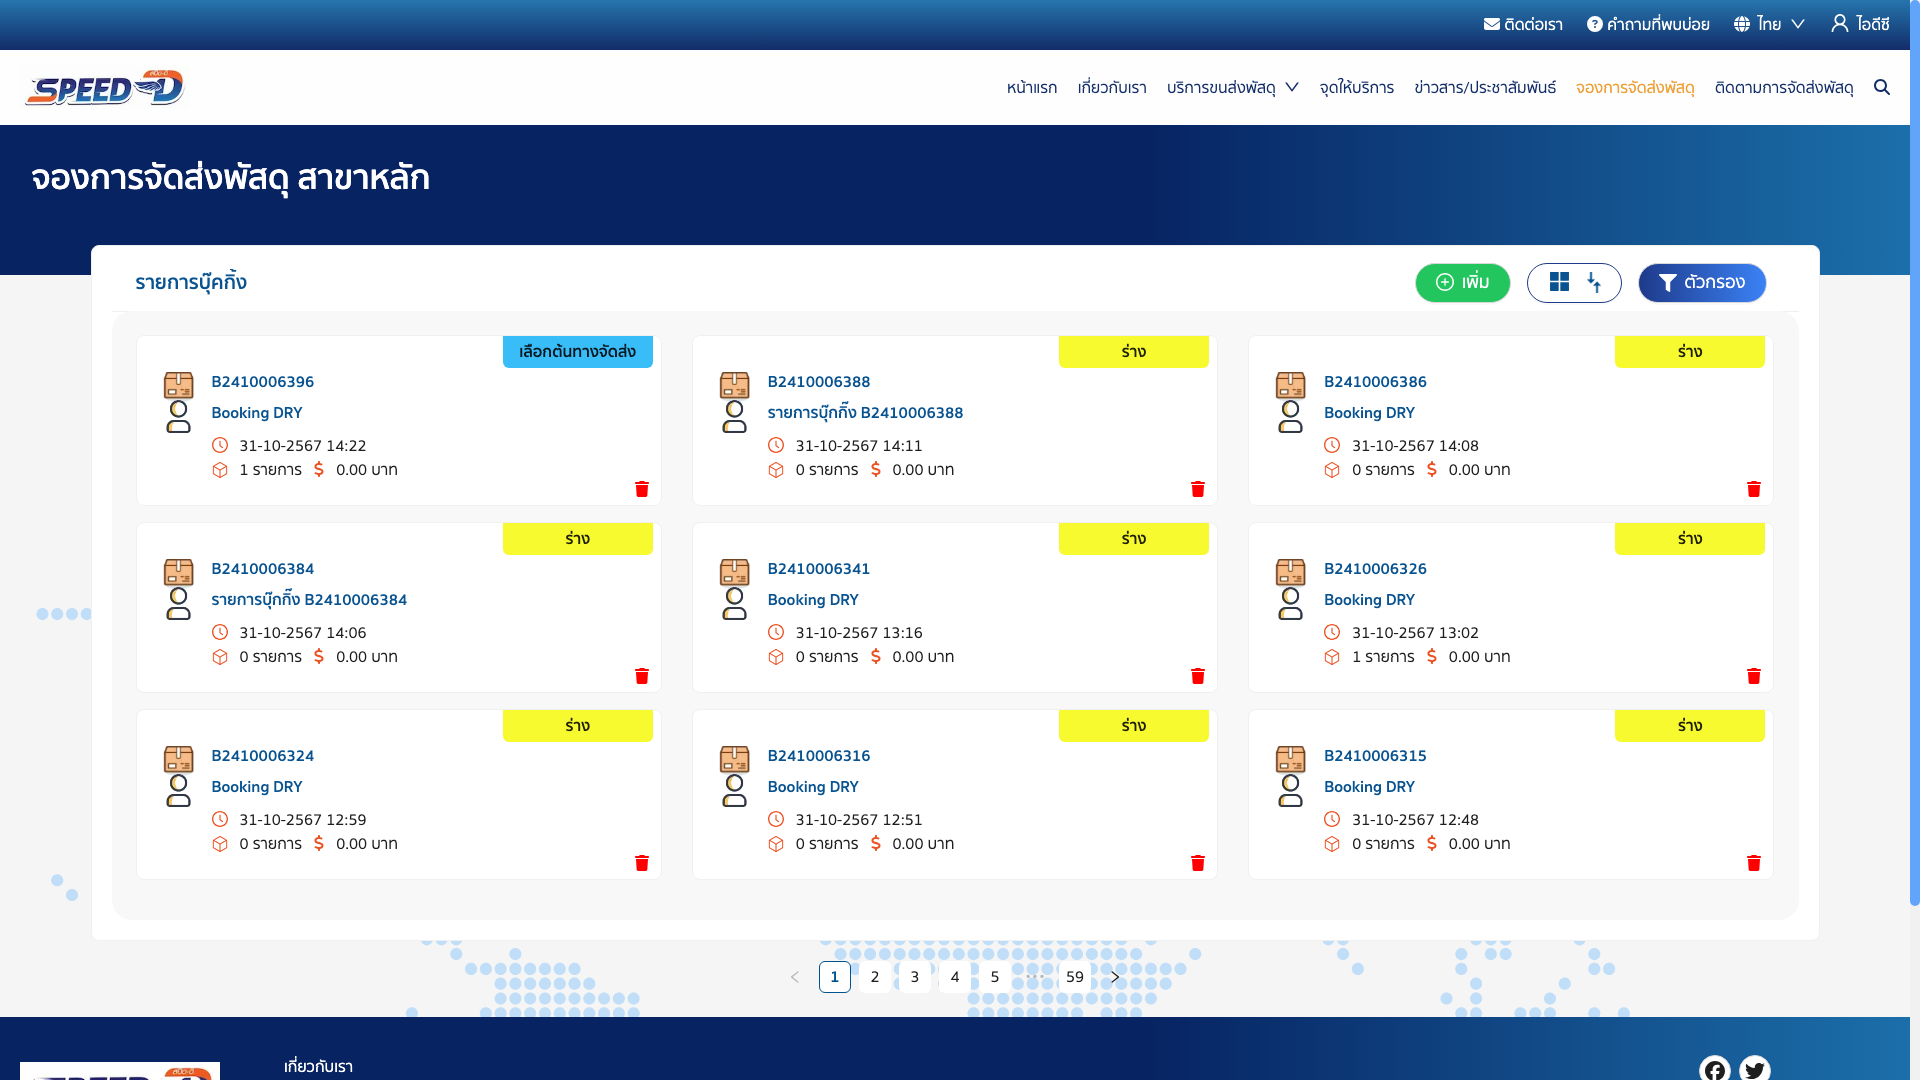 ติดต่อเรา คำถามที่พบบ่อย ไทย ไอดีซี
SPEED-D หน้าแรก เกี่ยวกับเรา บริการขนส่งพัสดุ จุดให้บริการ ข่าวสาร/ประชาสัมพันธ์ จองการจัดส่งพัสดุ ติดตามการจัดส่งพัสดุ
จองการจัดส่งพัสดุ สาขาหลัก
รายการบุ๊คกิ้ง เพิ่ม ตัวกรอง
เลือกต้นทางจัดส่ง
B2410006396
Booking DRY
31-10-2567 14:22
1 รายการ $ 0.00 บาท
ร่าง
B2410006388
รายการบุ๊กกิ๊ง B2410006388
31-10-2567 14:11
0 รายการ $ 0.00 บาท
ร่าง
B2410006386
Booking DRY
31-10-2567 14:08
0 รายการ $ 0.00 บาท
ร่าง
B2410006384
รายการบุ๊กกิ๊ง B2410006384
31-10-2567 14:06
0 รายการ $ 0.00 บาท
ร่าง
B2410006341
Booking DRY
31-10-2567 13:16
0 รายการ $ 0.00 บาท
ร่าง
B2410006326
Booking DRY
31-10-2567 13:02
1 รายการ $ 0.00 บาท
ร่าง
B2410006324
Booking DRY
31-10-2567 12:59
0 รายการ $ 0.00 บาท
ร่าง
B2410006316
Booking DRY
31-10-2567 12:51
0 รายการ $ 0.00 บาท
ร่าง
B2410006315
Booking DRY
31-10-2567 12:48
0 รายการ $ 0.00 บาท
1 2 3 4 5 ••• 59
เกี่ยวกับเรา